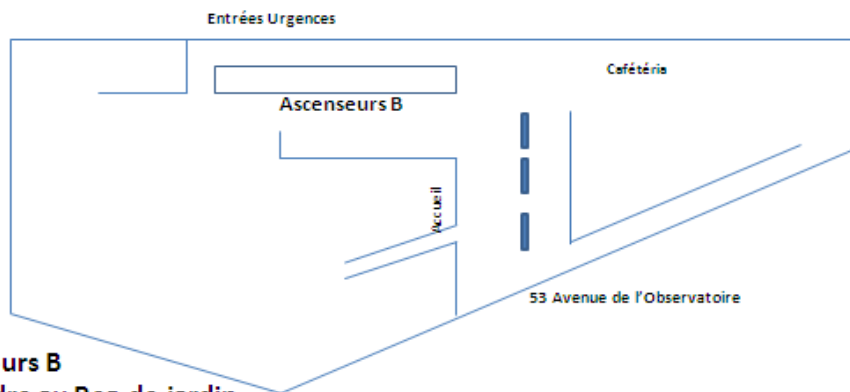 Entrées Urgences
Cafétéria
Ascenseurs B
Accueil
53 Avenue de l'Observatoire
urs B